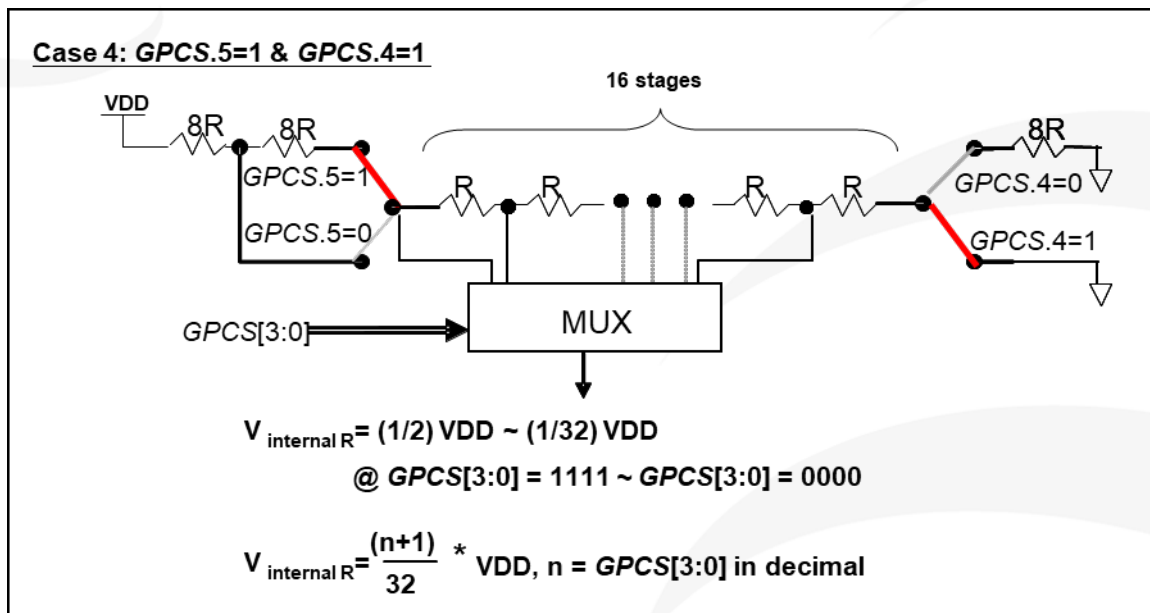 Case 4: GPCS.5=1 & GPCS.4=1
16 stages
VDD
8R
8R
8R
GPCS.5=1
R
R
R
R
GPCS.4=0
GPCS.5=0
GPCS.4=1
MUX
GPCS[3:0]
V internal R = (1/2) VDD ~ (1/32) VDD
@ GPCS[3:0] = 1111 ~ GPCS[3:0] = 0000
V internal R = (n+1)/32 * VDD, n = GPCS[3:0] in decimal